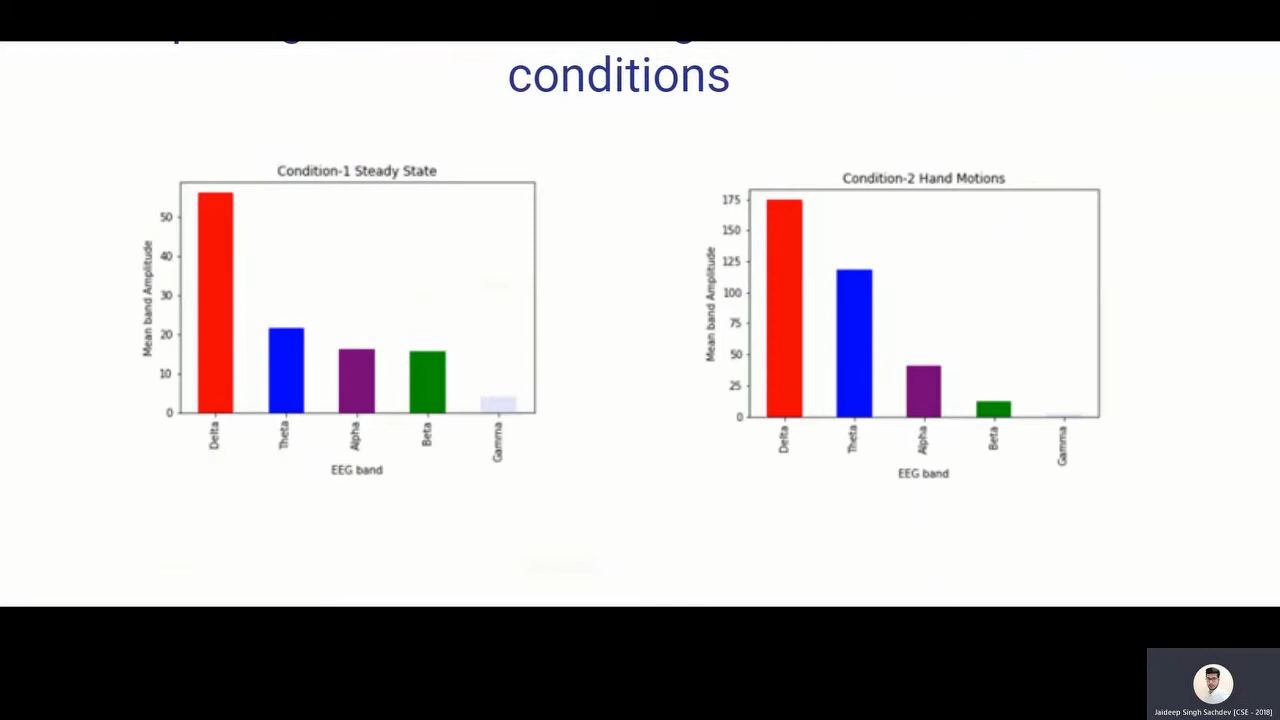 conditions
Condition-1 Steady State
50
40
30
20
10
0
Mean band Amplitude
Delta
Theta
Alpha
Beta
Gamma
EEG band
Condition-2 Hand Motions
175
150
125
100
75
50
25
0
Mean band Amplitude
Delta
Theta
Alpha
Beta
Gamma
EEG band
Jaideep Singh Sachdev [CSE - 2018]